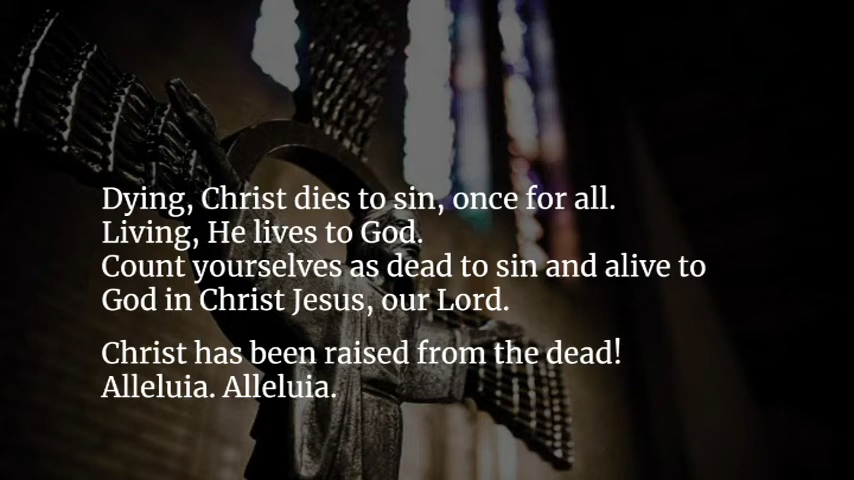 Dying, Christ dies to sin, once for all.
Living, He lives to God.
Count yourselves as dead to sin and alive to
God in Christ Jesus, our Lord.
Christ has been raised from the dead!
Alleluia. Alleluia.